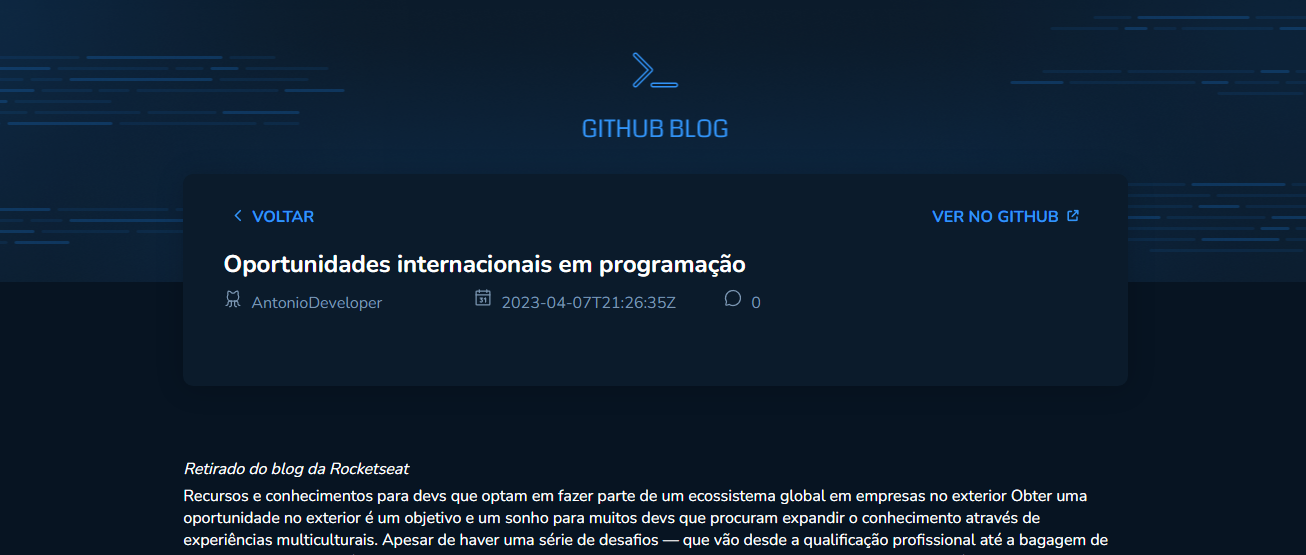 GITHUB BLOG
VOLTAR
VER NO GITHUB
Oportunidades internacionais em programação
AntonioDeveloper
31
2023-04-07T21:26:35Z
0
Retirado do blog da Rocketseat
Recursos e conhecimentos para devs que optam em fazer parte de um ecossistema global em empresas no exterior Obter uma
oportunidade no exterior é um objetivo e um sonho para muitos devs que procuram expandir o conhecimento através de
experiências multiculturais. Apesar de haver uma série de desafios — que vão desde a qualificação profissional até a bagagem de